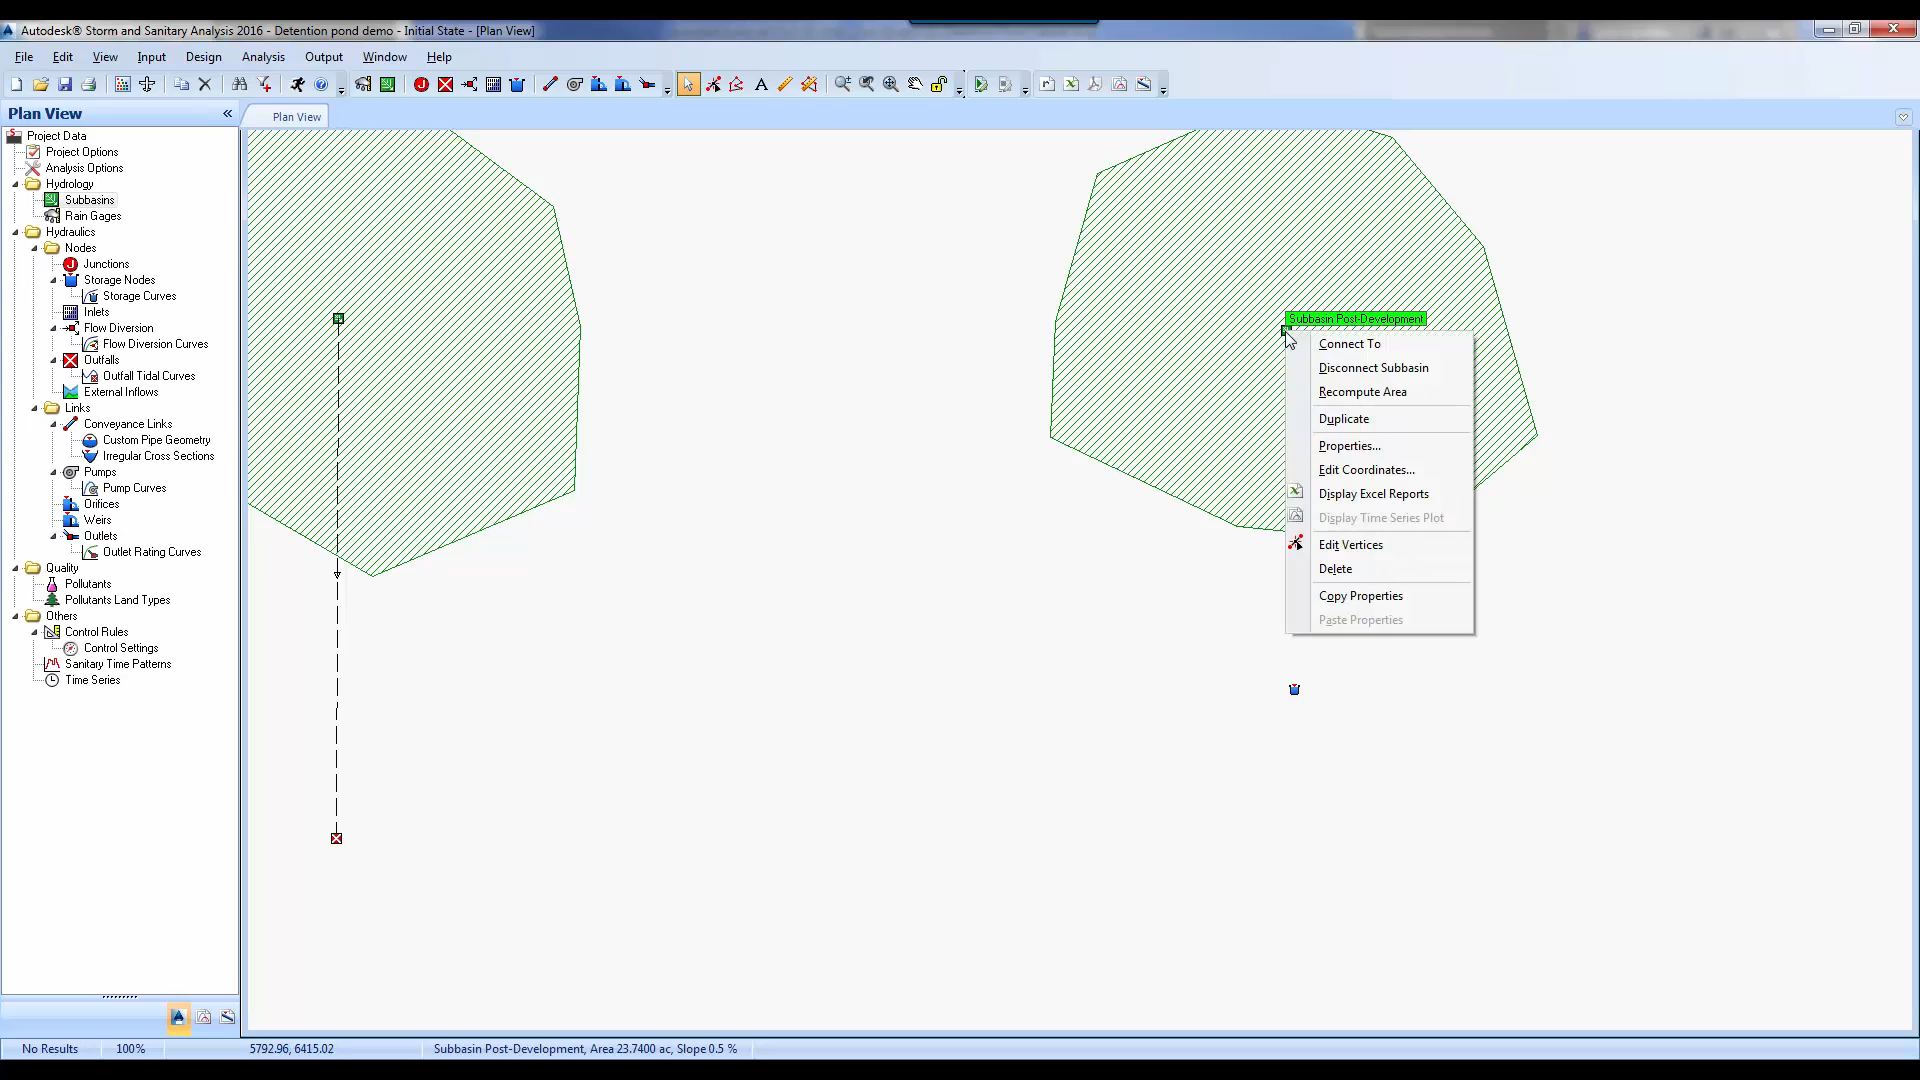 Autodesk® Storm and Sanitary Analysis 2016 - Detention pond demo - Initial State - [Plan View]
File Edit View Input Design Analysis Output Window Help
Plan View «
Plan View
Project Data
Project Options
Analysis Options
Hydrology
Subbasins
Rain Gages
Hydraulics
Nodes
Junctions
Storage Nodes
Storage Curves
Inlets
Flow Diversion
Flow Diversion Curves
Outfalls
Outfall Tidal Curves
External Inflows
Links
Conveyance Links
Custom Pipe Geometry
Irregular Cross Sections
Pumps
Pump Curves
Orifices
Weirs
Outlets
Outlet Rating Curves
Quality
Pollutants
Pollutants Land Types
Others
Control Rules
Control Settings
Sanitary Time Patterns
Time Series
Subbasin Post-Development
Connect To
Disconnect Subbasin
Recompute Area
Duplicate
Properties...
Edit Coordinates...
Display Excel Reports
Display Time Series Plot
Edit Vertices
Delete
Copy Properties
Paste Properties
No Results 100% 5792.96, 6415.02 Subbasin Post-Development, Area 23.7400 ac, Slope 0.5 %